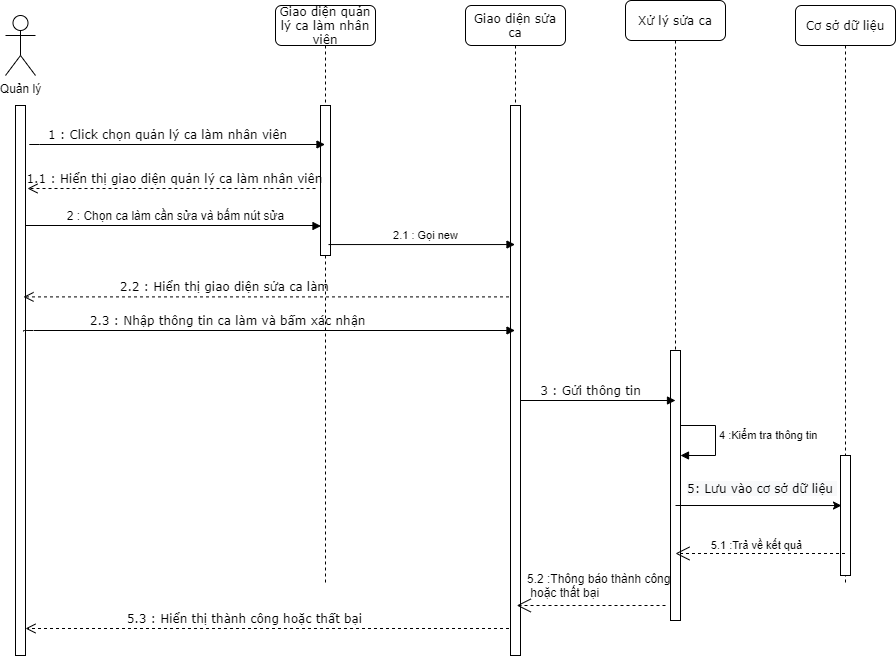 Giao diện quản
lý ca làm nhân
viên
Giao diện sửa
ca
Xử lý sửa ca
Cơ sở dữ liệu
Quản lý
1 : Click chọn quản lý ca làm nhân viên
1.1 : Hiển thị giao diện quản lý ca làm nhân viên
2 : Chọn ca làm cần sửa và bấm nút sửa
2.1 : Gọi new
2.2 : Hiển thị giao diện sửa ca làm
2.3 : Nhập thông tin ca làm và bấm xác nhận
3 : Gửi thông tin
4 :Kiểm tra thông tin
5: Lưu vào cơ sở dữ liệu
5.1 :Trả về kết quả
5.2 :Thông báo thành công
hoặc thất bại
5.3 : Hiển thị thành công hoặc thất bại